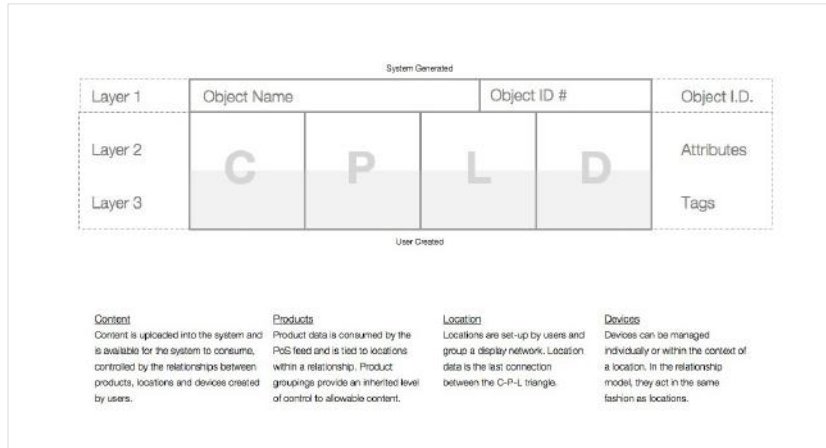 System Generated
Layer 1
Object Name
Object ID #
Object I.D.
Layer 2
Attributes
C
P
L
D
Layer 3
Tags
User Created
Content
Content is uploaded into the system and
is available for the system to consume,
controlled by the relationships between
products, locations and devices created
by users.
Products
Product data is consumed by the
PoS feed and is tied to locations
within a relationship. Product
groupings provide an inherited level
of control to allowable content.
Location
Locations are set-up by users and
group a display network. Location
data is the last connection
between the C-P-L triangle.
Devices
Devices can be managed
individually or within the context of
a location. In the relationship
model, they act in the same
fashion as locations.